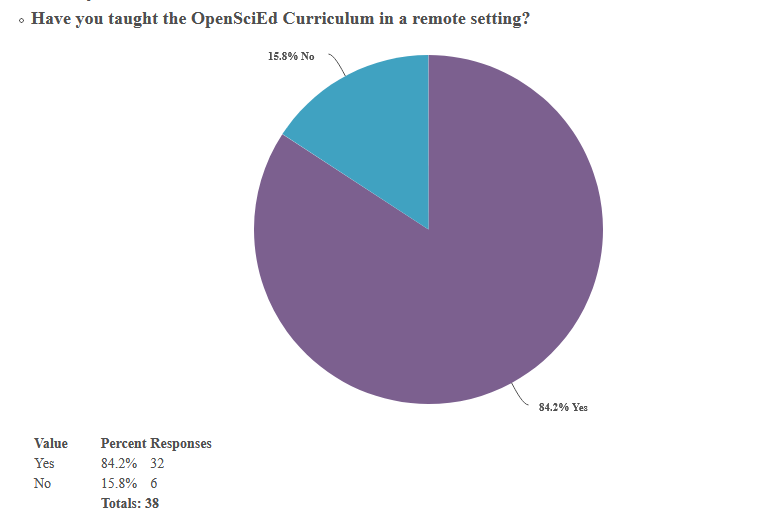 Have you taught the OpenSciEd Curriculum in a remote setting?
15.8% No
84.2% Yes
Value Percent Responses
Yes 84.2% 32
No 15.8% 6
Totals: 38